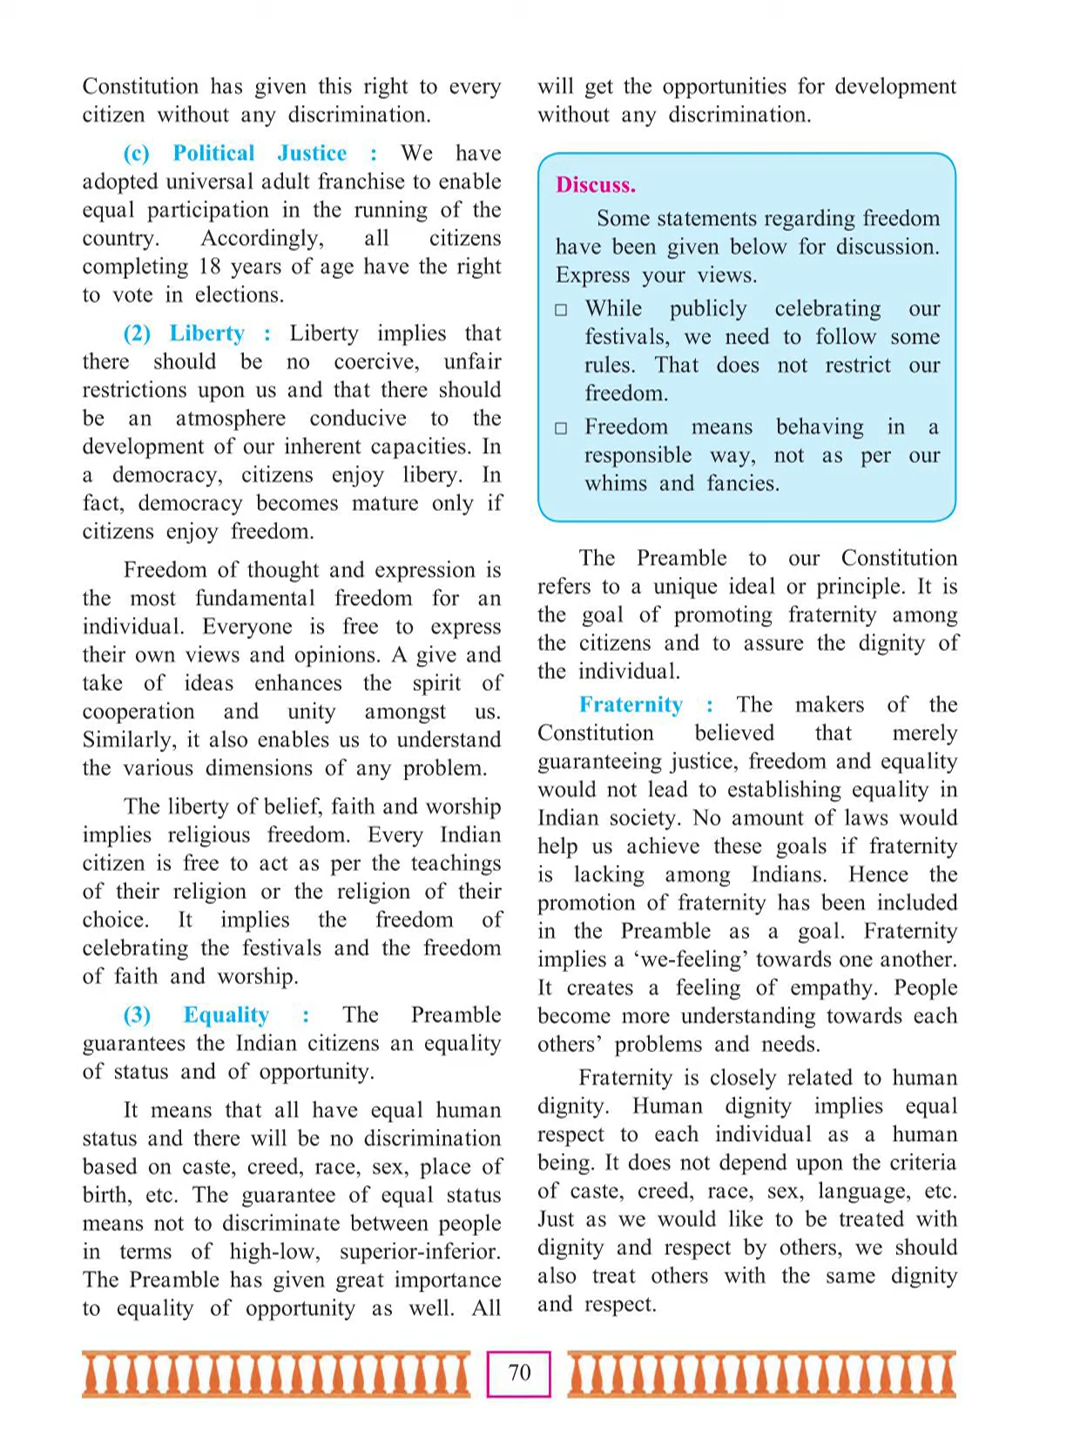 Constitution has given this right to every
citizen without any discrimination.
(c) Political Justice : We have
adopted universal adult franchise to enable
equal participation in the running of the
country. Accordingly, all citizens
completing 18 years of age have the right
to vote in elections.
(2) Liberty : Liberty implies that
there should be no coercive, unfair
restrictions upon us and that there should
be an atmosphere conducive to the
development of our inherent capacities. In
a democracy, citizens enjoy libery. In
fact, democracy becomes mature only if
citizens enjoy freedom.
Freedom of thought and expression is
the most fundamental freedom for an
individual. Everyone is free to express
their own views and opinions. A give and
take of ideas enhances the spirit of
cooperation and unity amongst us.
Similarly, it also enables us to understand
the various dimensions of any problem.
The liberty of belief, faith and worship
implies religious freedom. Every Indian
citizen is free to act as per the teachings
of their religion or the religion of their
choice. It implies the freedom of
celebrating the festivals and the freedom
of faith and worship.
(3) Equality : The Preamble
guarantees the Indian citizens an equality
of status and of opportunity.
It means that all have equal human
status and there will be no discrimination
based on caste, creed, race, sex, place of
birth, etc. The guarantee of equal status
means not to discriminate between people
in terms of high-low, superior-inferior.
The Preamble has given great importance
to equality of opportunity as well. All
will get the opportunities for development
without any discrimination.
Discuss.
Some statements regarding freedom
have been given below for discussion.
Express your views.
□ While publicly celebrating our
festivals, we need to follow some
rules. That does not restrict our
freedom.
□ Freedom means behaving in a
responsible way, not as per our
whims and fancies.
The Preamble to our Constitution
refers to a unique ideal or principle. It is
the goal of promoting fraternity among
the citizens and to assure the dignity of
the individual.
Fraternity : The makers of the
Constitution believed that merely
guaranteeing justice, freedom and equality
would not lead to establishing equality in
Indian society. No amount of laws would
help us achieve these goals if fraternity
is lacking among Indians. Hence the
promotion of fraternity has been included
in the Preamble as a goal. Fraternity
implies a ‘we-feeling’ towards one another.
It creates a feeling of empathy. People
become more understanding towards each
others’ problems and needs.
Fraternity is closely related to human
dignity. Human dignity implies equal
respect to each individual as a human
being. It does not depend upon the criteria
of caste, creed, race, sex, language, etc.
Just as we would like to be treated with
dignity and respect by others, we should
also treat others with the same dignity
and respect.
70